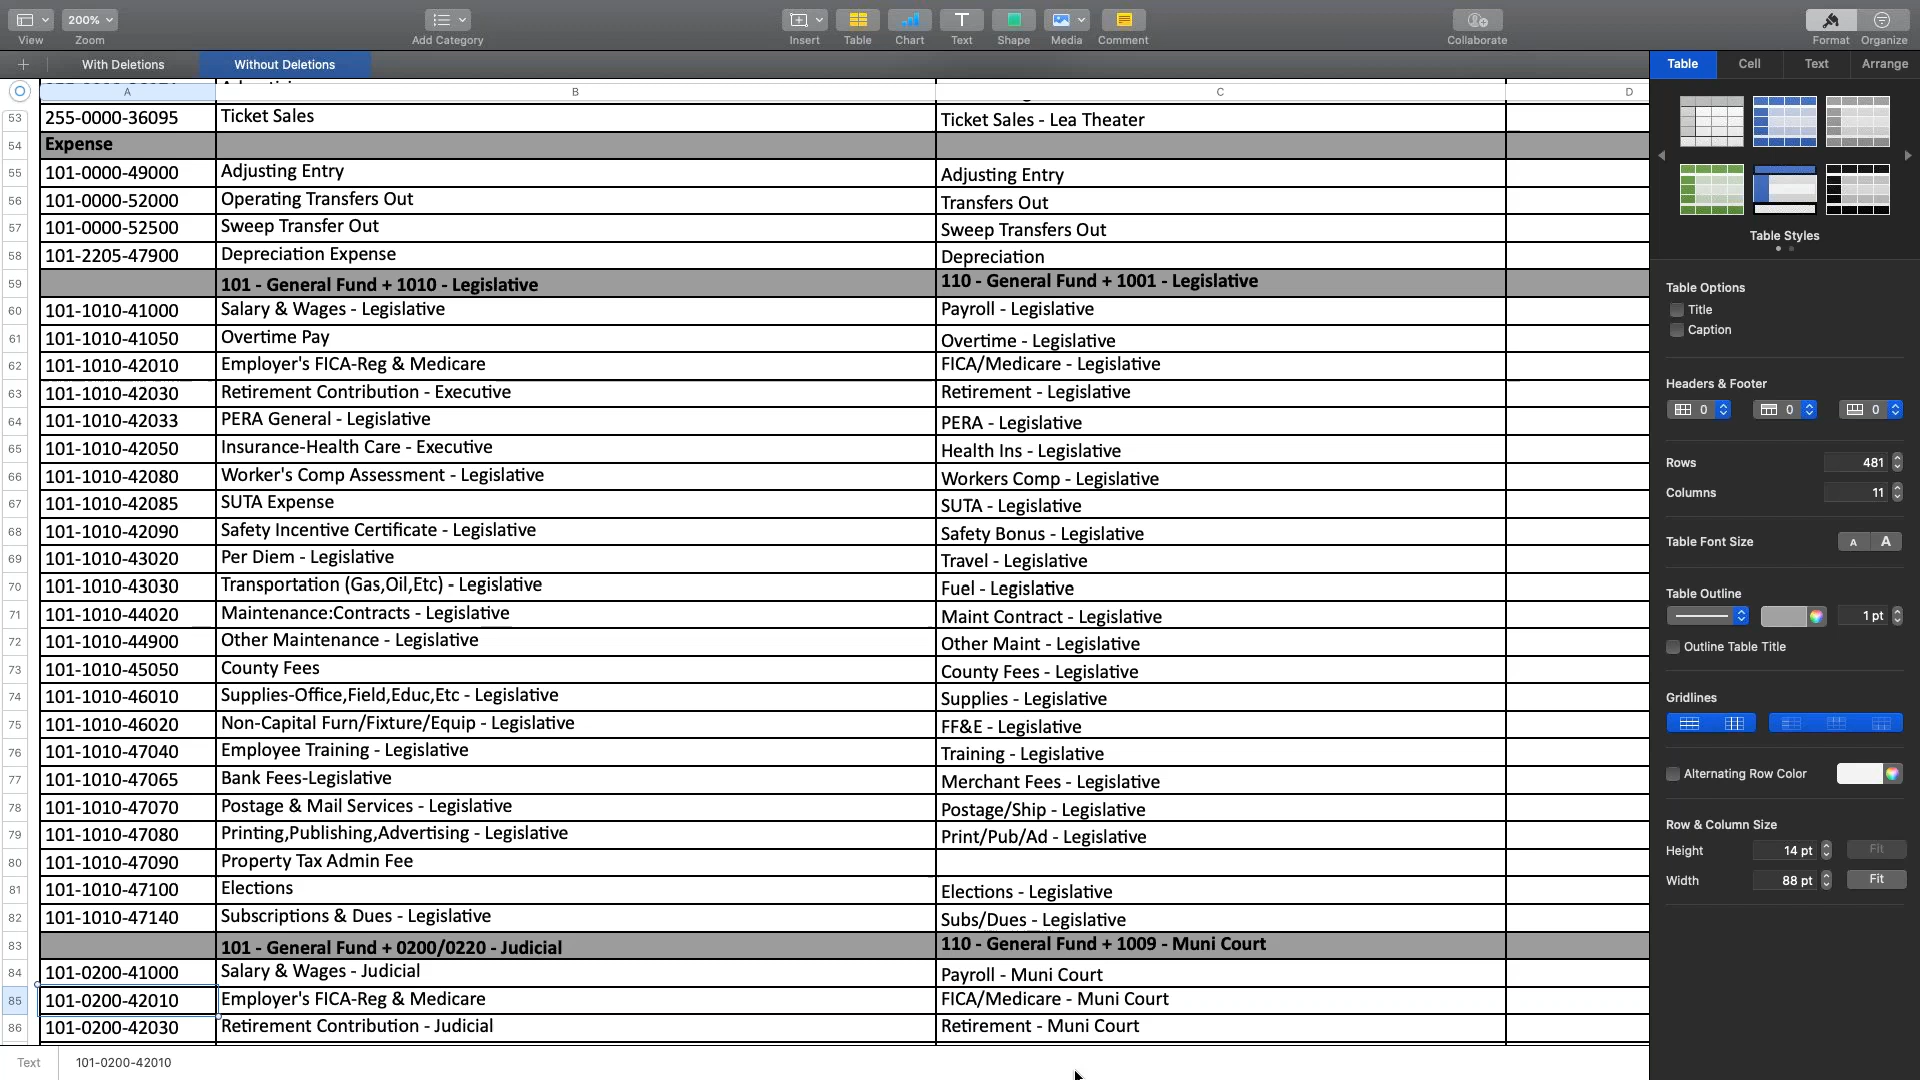 200%
View
Zoom
Add Category
Insert
Table
Chart
Text
Shape
Media
Comment
Collaborate
Format
Organize
With Deletions
Without Deletions
Table
Cell
Text
Arrange
A
B
C
D
53 255-0000-36095 Ticket Sales Ticket Sales - Lea Theater
54 Expense
55 101-0000-49000 Adjusting Entry Adjusting Entry
56 101-0000-52000 Operating Transfers Out Transfers Out
57 101-0000-52500 Sweep Transfer Out Sweep Transfers Out
58 101-2205-47900 Depreciation Expense Depreciation
59 101 - General Fund + 1010 - Legislative 110 - General Fund + 1001 - Legislative
60 101-1010-41000 Salary & Wages - Legislative Payroll - Legislative
61 101-1010-41050 Overtime Pay Overtime - Legislative
62 101-1010-42010 Employer's FICA-Reg & Medicare FICA/Medicare - Legislative
63 101-1010-42030 Retirement Contribution - Executive Retirement - Legislative
64 101-1010-42033 PERA General - Legislative PERA - Legislative
65 101-1010-42050 Insurance-Health Care - Executive Health Ins - Legislative
66 101-1010-42080 Worker's Comp Assessment - Legislative Workers Comp - Legislative
67 101-1010-42085 SUTA Expense SUTA - Legislative
68 101-1010-42090 Safety Incentive Certificate - Legislative Safety Bonus - Legislative
69 101-1010-43020 Per Diem - Legislative Travel - Legislative
70 101-1010-43030 Transportation (Gas,Oil,Etc) - Legislative Fuel - Legislative
71 101-1010-44020 Maintenance:Contracts - Legislative Maint Contract - Legislative
72 101-1010-44900 Other Maintenance - Legislative Other Maint - Legislative
73 101-1010-45050 County Fees County Fees - Legislative
74 101-1010-46010 Supplies-Office,Field,Educ,Etc - Legislative Supplies - Legislative
75 101-1010-46020 Non-Capital Furn/Fixture/Equip - Legislative FF&E - Legislative
76 101-1010-47040 Employee Training - Legislative Training - Legislative
77 101-1010-47065 Bank Fees-Legislative Merchant Fees - Legislative
78 101-1010-47070 Postage & Mail Services - Legislative Postage/Ship - Legislative
79 101-1010-47080 Printing,Publishing,Advertising - Legislative Print/Pub/Ad - Legislative
80 101-1010-47090 Property Tax Admin Fee
81 101-1010-47100 Elections Elections - Legislative
82 101-1010-47140 Subscriptions & Dues - Legislative Subs/Dues - Legislative
83 101 - General Fund + 0200/0220 - Judicial 110 - General Fund + 1009 - Muni Court
84 101-0200-41000 Salary & Wages - Judicial Payroll - Muni Court
85 101-0200-42010 Employer's FICA-Reg & Medicare FICA/Medicare - Muni Court
86 101-0200-42030 Retirement Contribution - Judicial Retirement - Muni Court
Text 101-0200-42010
Table Styles
Table Options
Title
Caption
Headers & Footer
0 0 0
Rows 481
Columns 11
Table Font Size A A
Table Outline
1 pt
Outline Table Title
Gridlines
Alternating Row Color
Row & Column Size
Height 14 pt Fit
Width 88 pt Fit